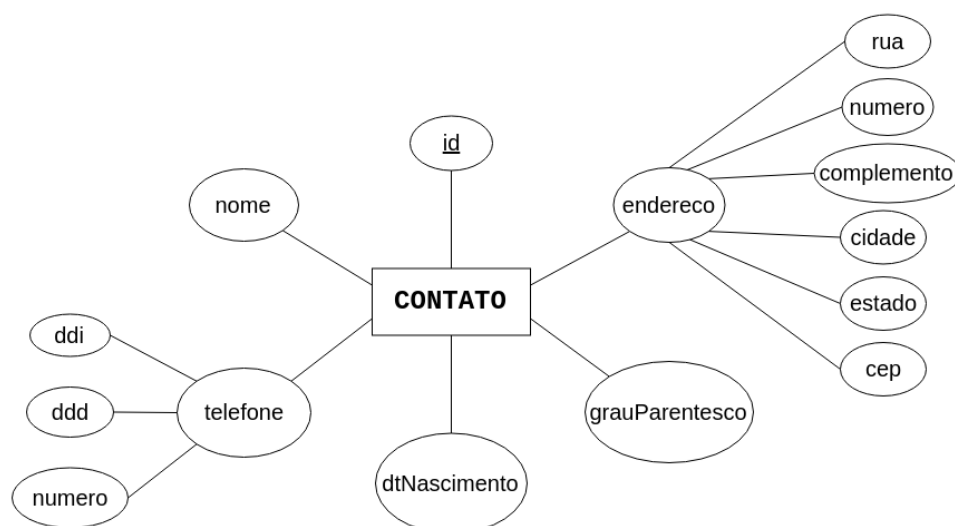 rua
numero
id
complemento
nome
endereco
cidade
CONTATO
estado
ddi
cep
ddd
telefone
grauParentesco
dtNascimento
numero